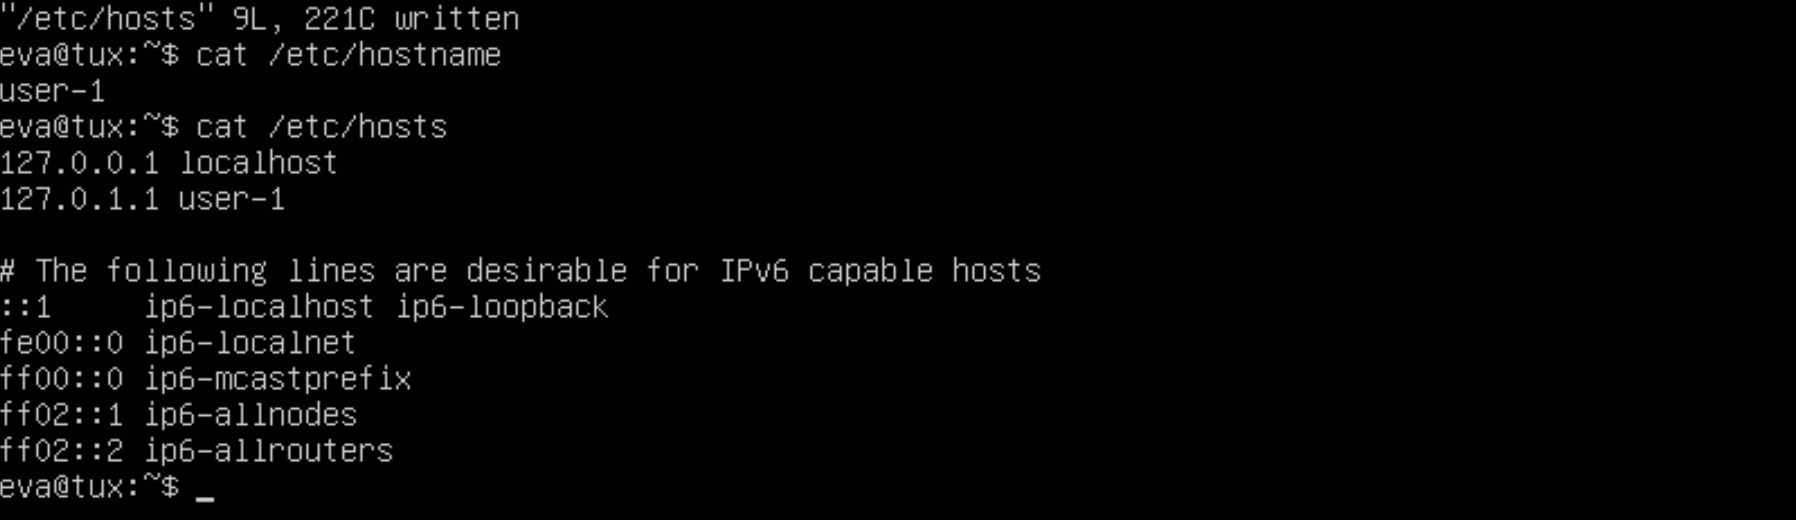 "/etc/hosts" 9L, 221C written
eva@tux:~$ cat /etc/hostname
user-1
eva@tux:~$ cat /etc/hosts
127.0.0.1 localhost
127.0.1.1 user-1

# The following lines are desirable for IPv6 capable hosts
::1     ip6-localhost ip6-loopback
fe00::0 ip6-localnet
ff00::0 ip6-mcastprefix
ff02::1 ip6-allnodes
ff02::2 ip6-allrouters
eva@tux:~$ _